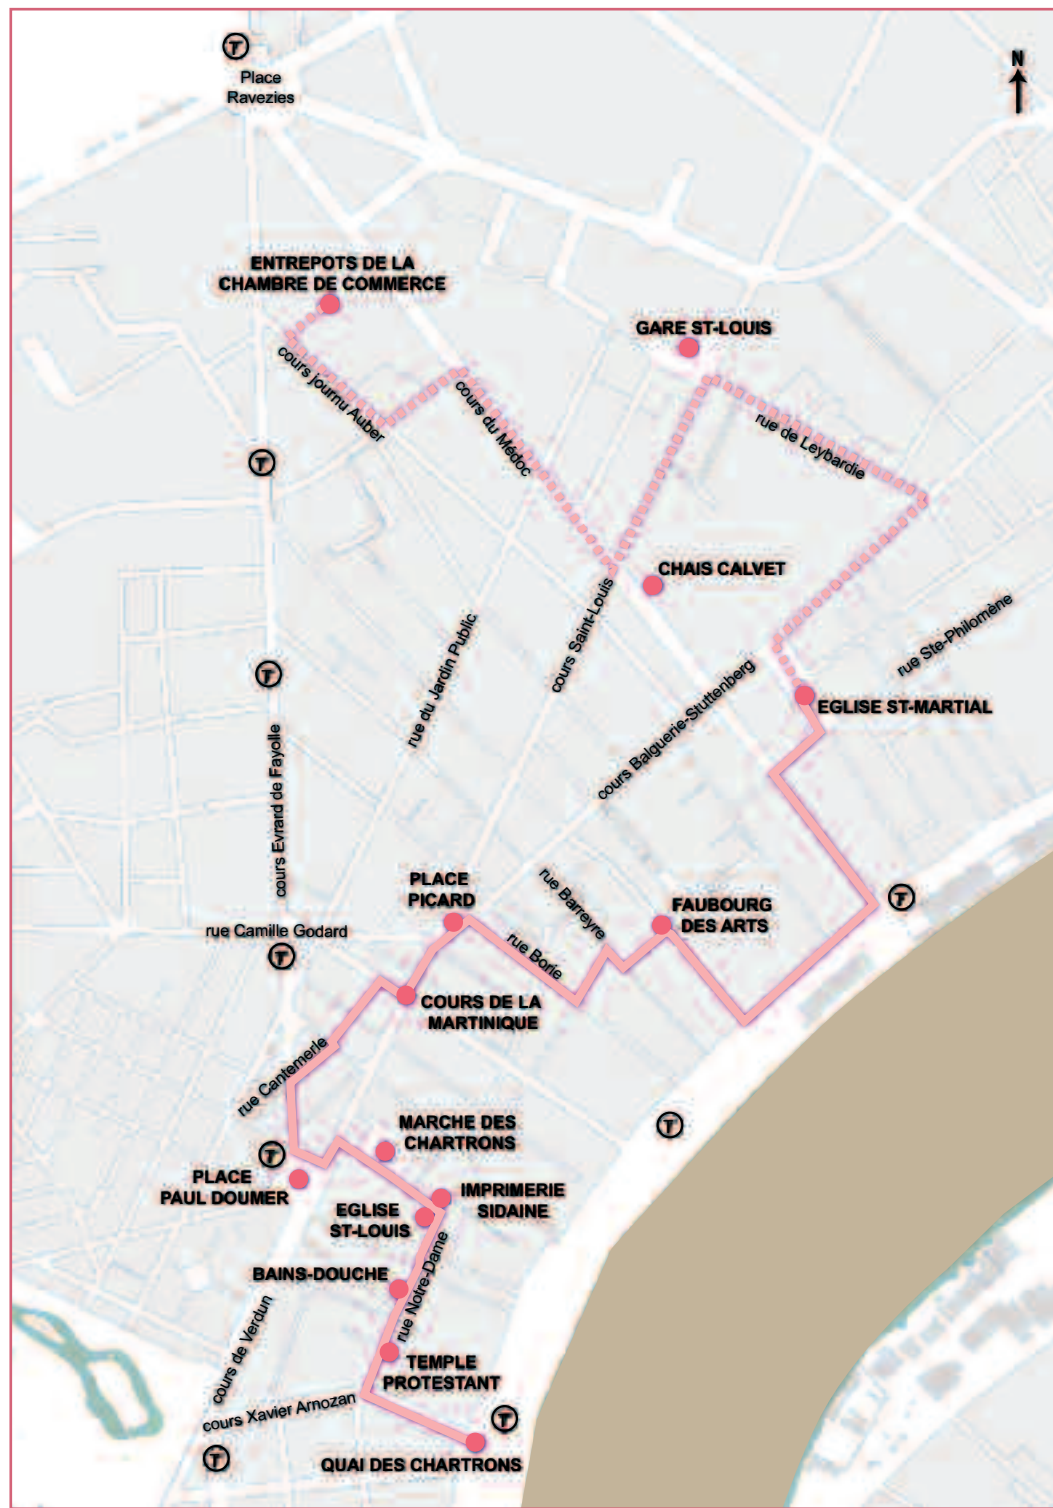 T
Place
Ravezies
N
ENTREPOTS DE LA
CHAMBRE DE COMMERCE
GARE ST-LOUIS
cours journu Auber
cours du Médoc
rue de Leybardie
T
CHAIS CALVET
cours Saint-Louis
rue du Jardin Public
rue Ste-Philomène
T
cours Balguerie-Stuttenberg
EGLISE ST-MARTIAL
cours Evrard de Fayolle
PLACE
PICARD
rue Barreyre
FAUBOURG
DES ARTS
T
rue Camille Godard
T
rue Borie
COURS DE LA
MARTINIQUE
rue Cantemerle
MARCHE DES
CHARTRONS
T
T
PLACE
PAUL DOUMER
IMPRIMERIE
SIDAINE
EGLISE
ST-LOUIS
BAINS-DOUCHE
rue Notre-Dame
cours de Verdun
TEMPLE
PROTESTANT
cours Xavier Arnozan
T
T
QUAI DES CHARTRONS